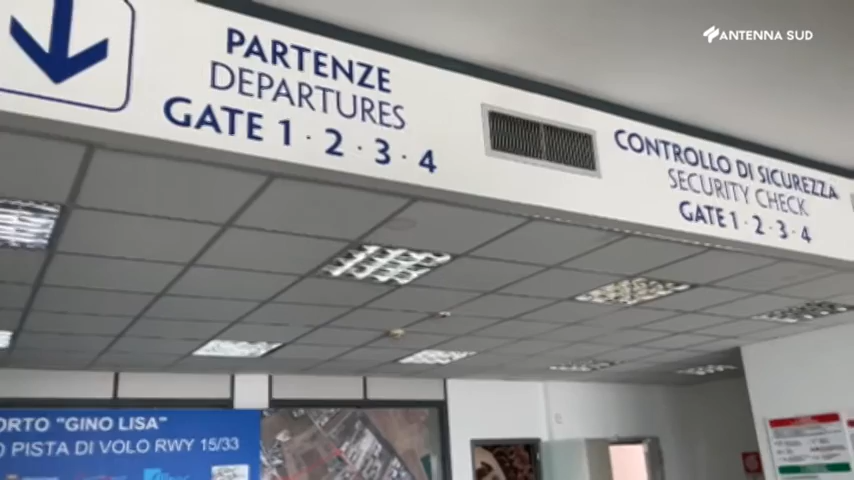 ANTENNA SUD
PARTENZE
DEPARTURES
GATE 1 · 2 · 3 · 4
CONTROLLO DI SICUREZZA
SECURITY CHECK
GATE 1 · 2 · 3 · 4
ORTO "GINO LISA"
O PISTA DI VOLO RWY 15/33